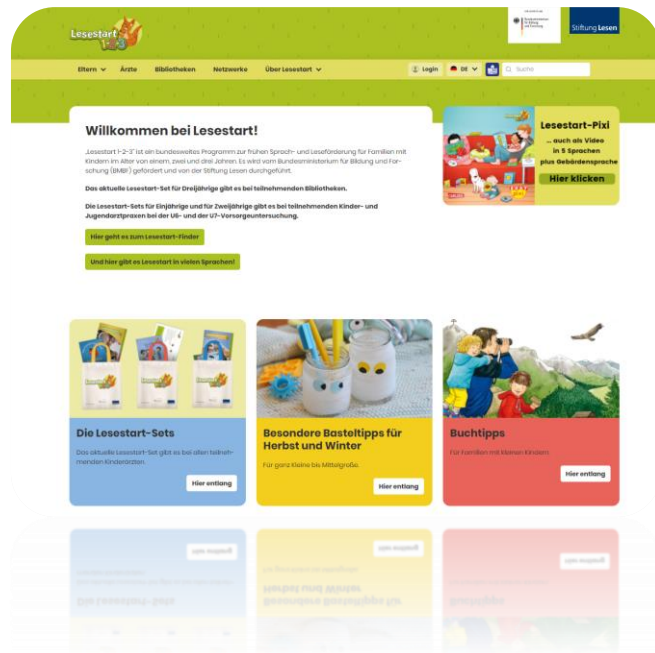 Lesestart
1-2-3
Bundesministerium
für Bildung
und Forschung
Stiftung Lesen
Eltern
Ärzte
Bibliotheken
Netzwerke
Über Lesestart
Login
DE
Suche
Willkommen bei Lesestart!
„Lesestart 1-2-3" ist ein bundesweites Programm zur frühen Sprach- und Leseförderung für Familien mit
Kindern im Alter von einem, zwei und drei Jahren. Es wird vom Bundesministerium für Bildung und For-
schung (BMBF) gefördert und von der Stiftung Lesen durchgeführt.
Das aktuelle Lesestart-Set für Dreijährige gibt es bei teilnehmenden Bibliotheken.
Die Lesestart-Sets für Einjährige und für Zweijährige gibt es bei teilnehmenden Kinder- und
Jugendarztpraxen bei der U6- und der U7-Vorsorgeuntersuchung.
Hier geht es zum Lesestart-Finder
Und hier gibt es Lesestart in vielen Sprachen!
Lesestart-Pixi
... auch als Video
in 5 Sprachen
plus Gebärdensprache
Hier klicken
Die Lesestart-Sets
Das aktuelle Lesestart-Set gibt es bei allen teilneh-
menden Kinderärzten.
Hier entlang
Besondere Basteltipps für
Herbst und Winter
Für ganz Kleine bis Mittelgroße.
Hier entlang
Buchtipps
Für Familien mit kleinen Kindern
Hier entlang